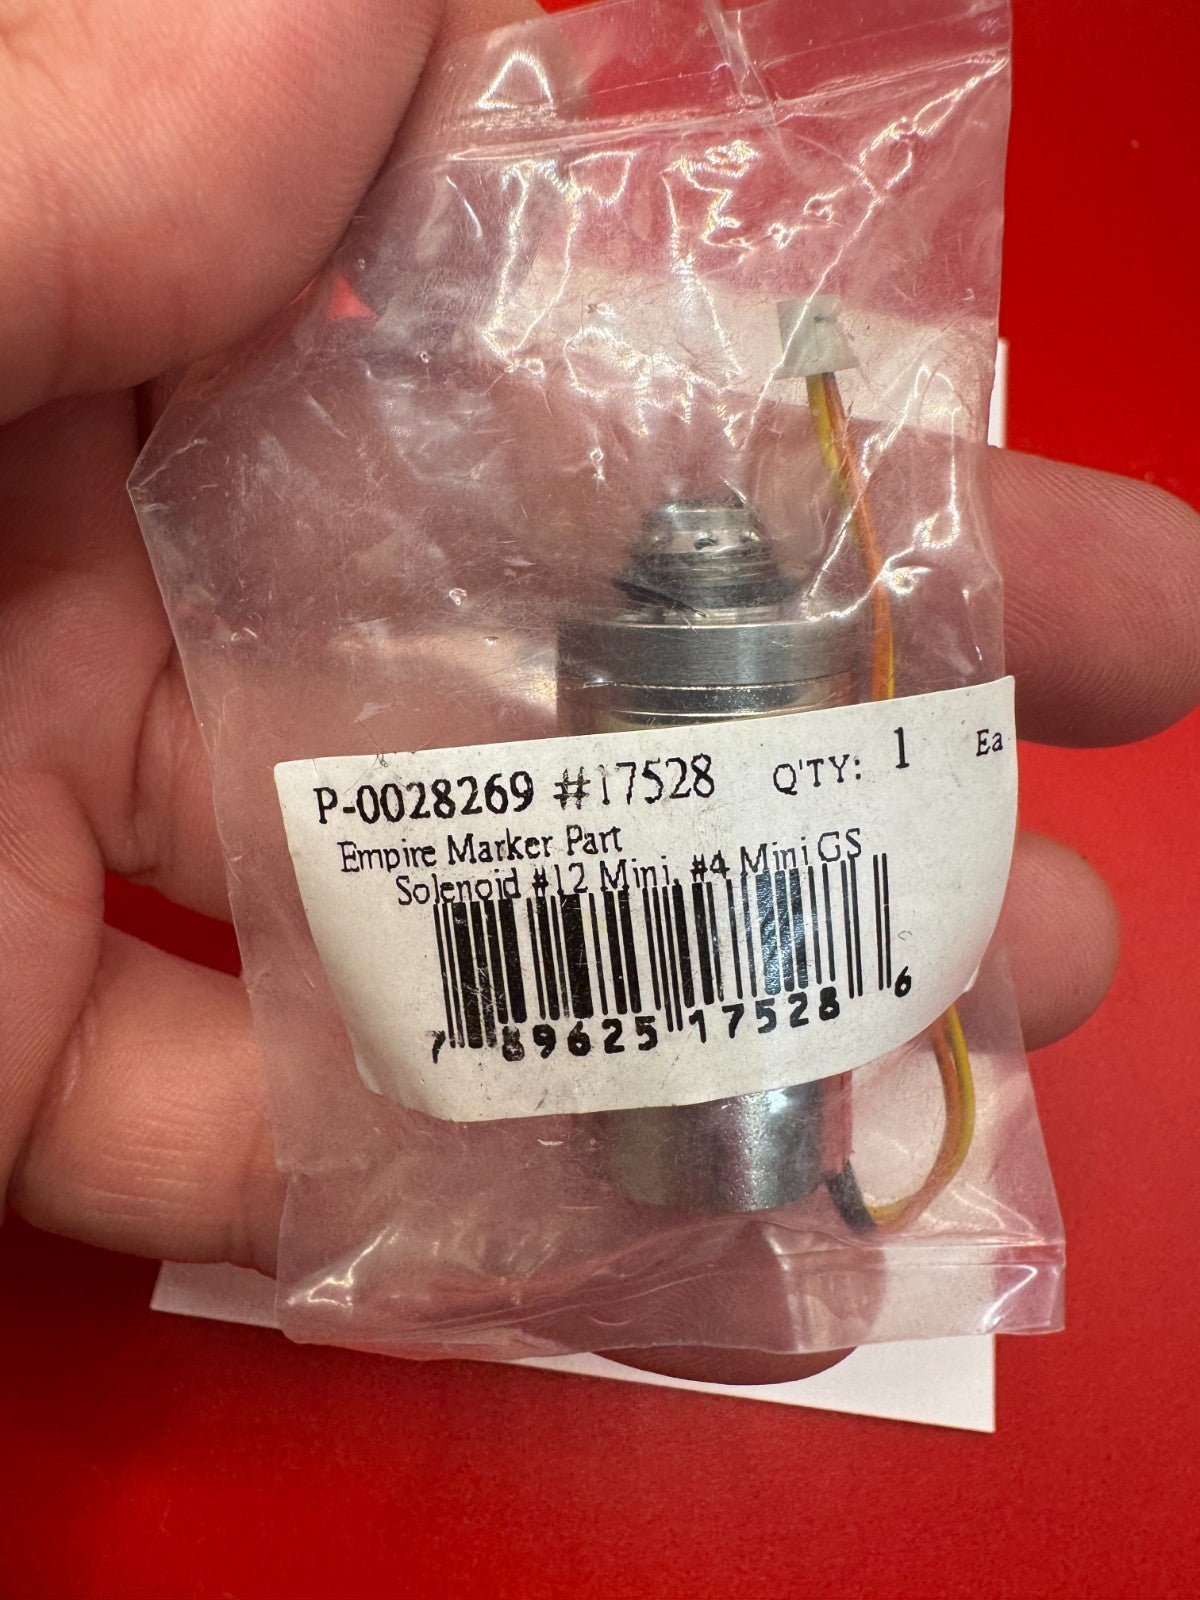 P-0028269 #17528 Q'TY: 1 Ea
Empire Marker Part
Solenoid #12 Mini, #4 Mini GS
7 89625 17528 6